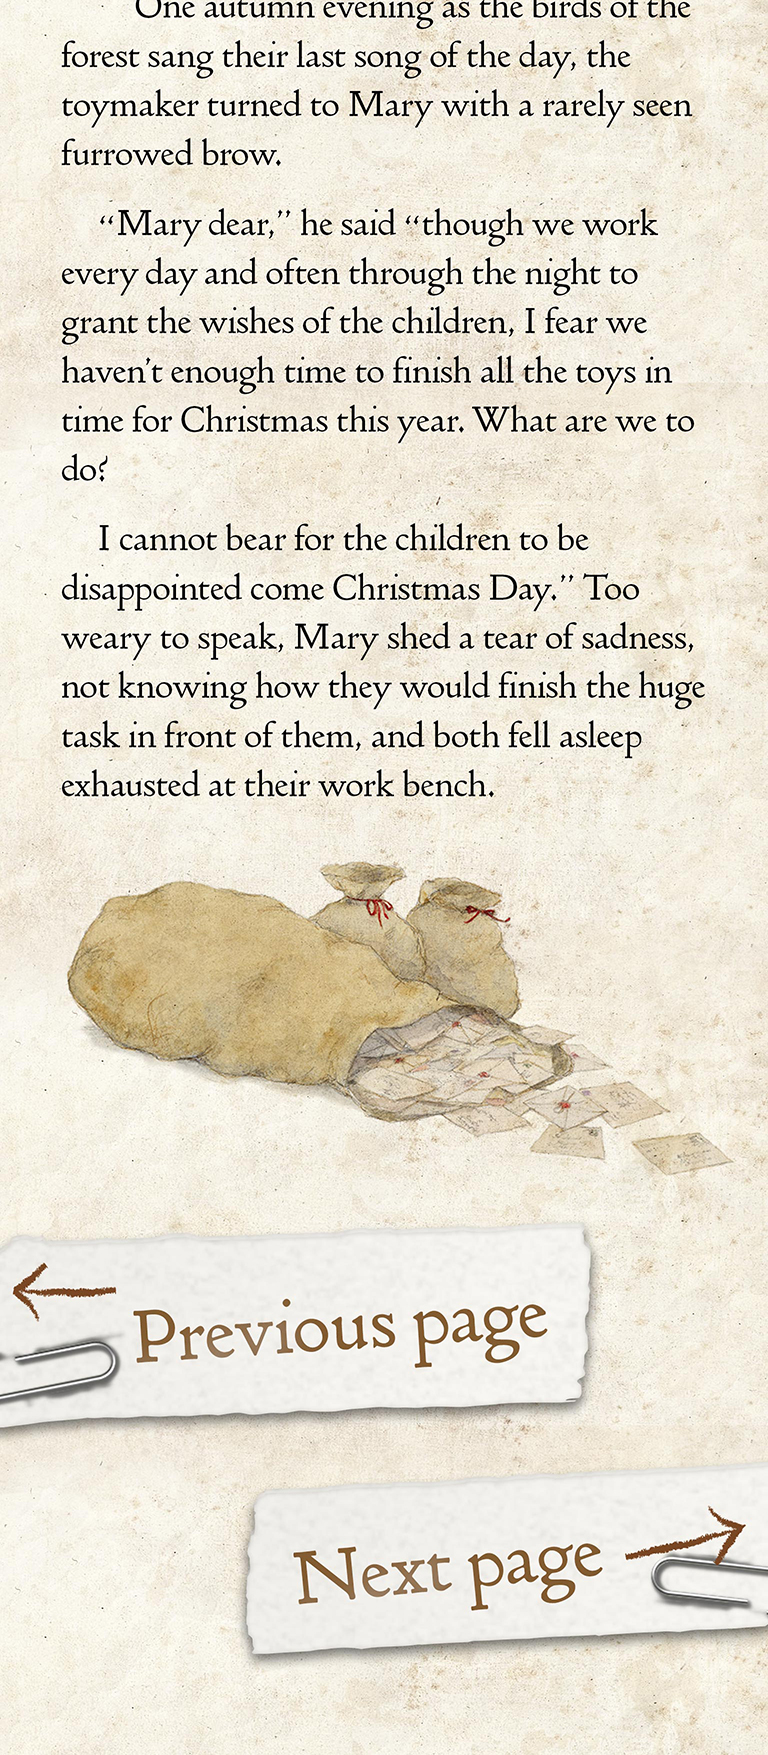 One autumn evening as the birds of the
forest sang their last song of the day, the
toymaker turned to Mary with a rarely seen
furrowed brow.
“Mary dear,” he said “though we work
every day and often through the night to
grant the wishes of the children, I fear we
haven’t enough time to finish all the toys in
time for Christmas this year. What are we to
do?
I cannot bear for the children to be
disappointed come Christmas Day.” Too
weary to speak, Mary shed a tear of sadness,
not knowing how they would finish the huge
task in front of them, and both fell asleep
exhausted at their work bench.
Previous page
Next page